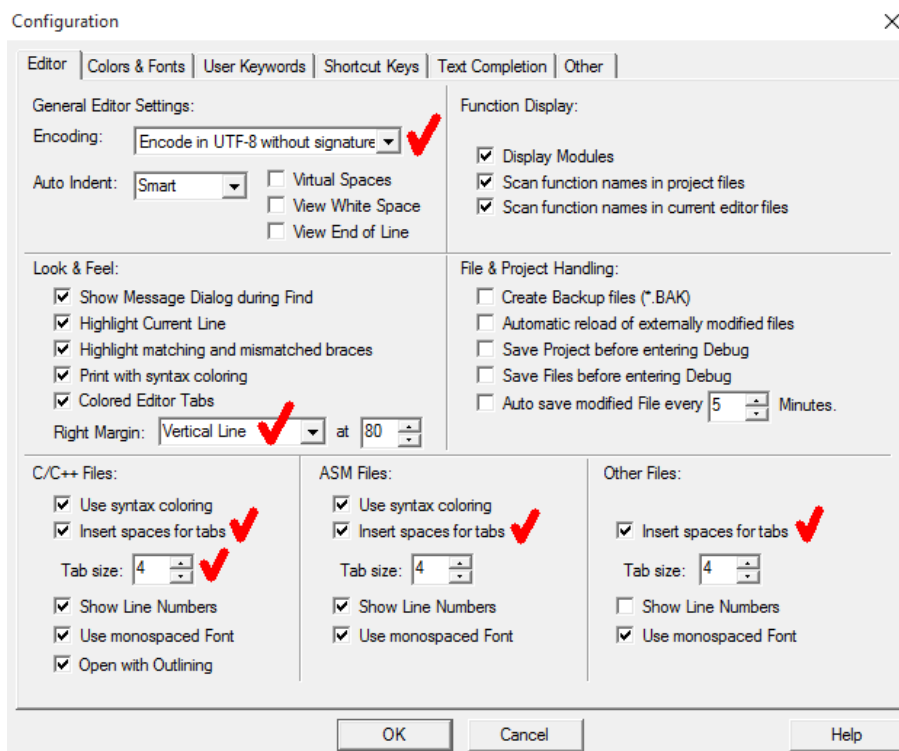 Configuration
Editor
Colors & Fonts
User Keywords
Shortcut Keys
Text Completion
Other
General Editor Settings:
Encoding: Encode in UTF-8 without signature
Auto Indent: Smart
Virtual Spaces
View White Space
View End of Line
Function Display:
Display Modules
Scan function names in project files
Scan function names in current editor files
Look & Feel:
Show Message Dialog during Find
Highlight Current Line
Highlight matching and mismatched braces
Print with syntax coloring
Colored Editor Tabs
Right Margin: Vertical Line at 80
File & Project Handling:
Create Backup files (*.BAK)
Automatic reload of externally modified files
Save Project before entering Debug
Save Files before entering Debug
Auto save modified File every 5 Minutes.
C/C++ Files:
Use syntax coloring
Insert spaces for tabs
Tab size: 4
Show Line Numbers
Use monospaced Font
Open with Outlining
ASM Files:
Use syntax coloring
Insert spaces for tabs
Tab size: 4
Show Line Numbers
Use monospaced Font
Other Files:
Insert spaces for tabs
Tab size: 4
Show Line Numbers
Use monospaced Font
OK
Cancel
Help